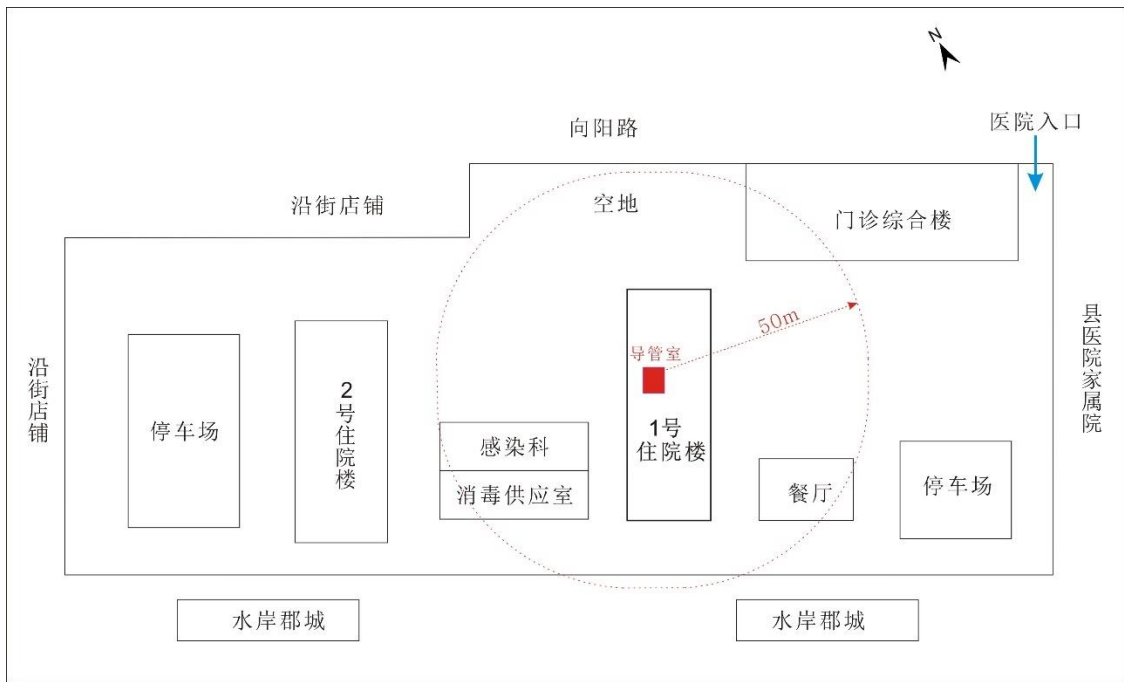 N
向阳路
医院入口
沿街店铺
空地
门诊综合楼
50m
导管室
沿街店铺
停车场
2号住院楼
感染科
消毒供应室
1号
住院楼
餐厅
停车场
县医院家属院
水岸郡城
水岸郡城